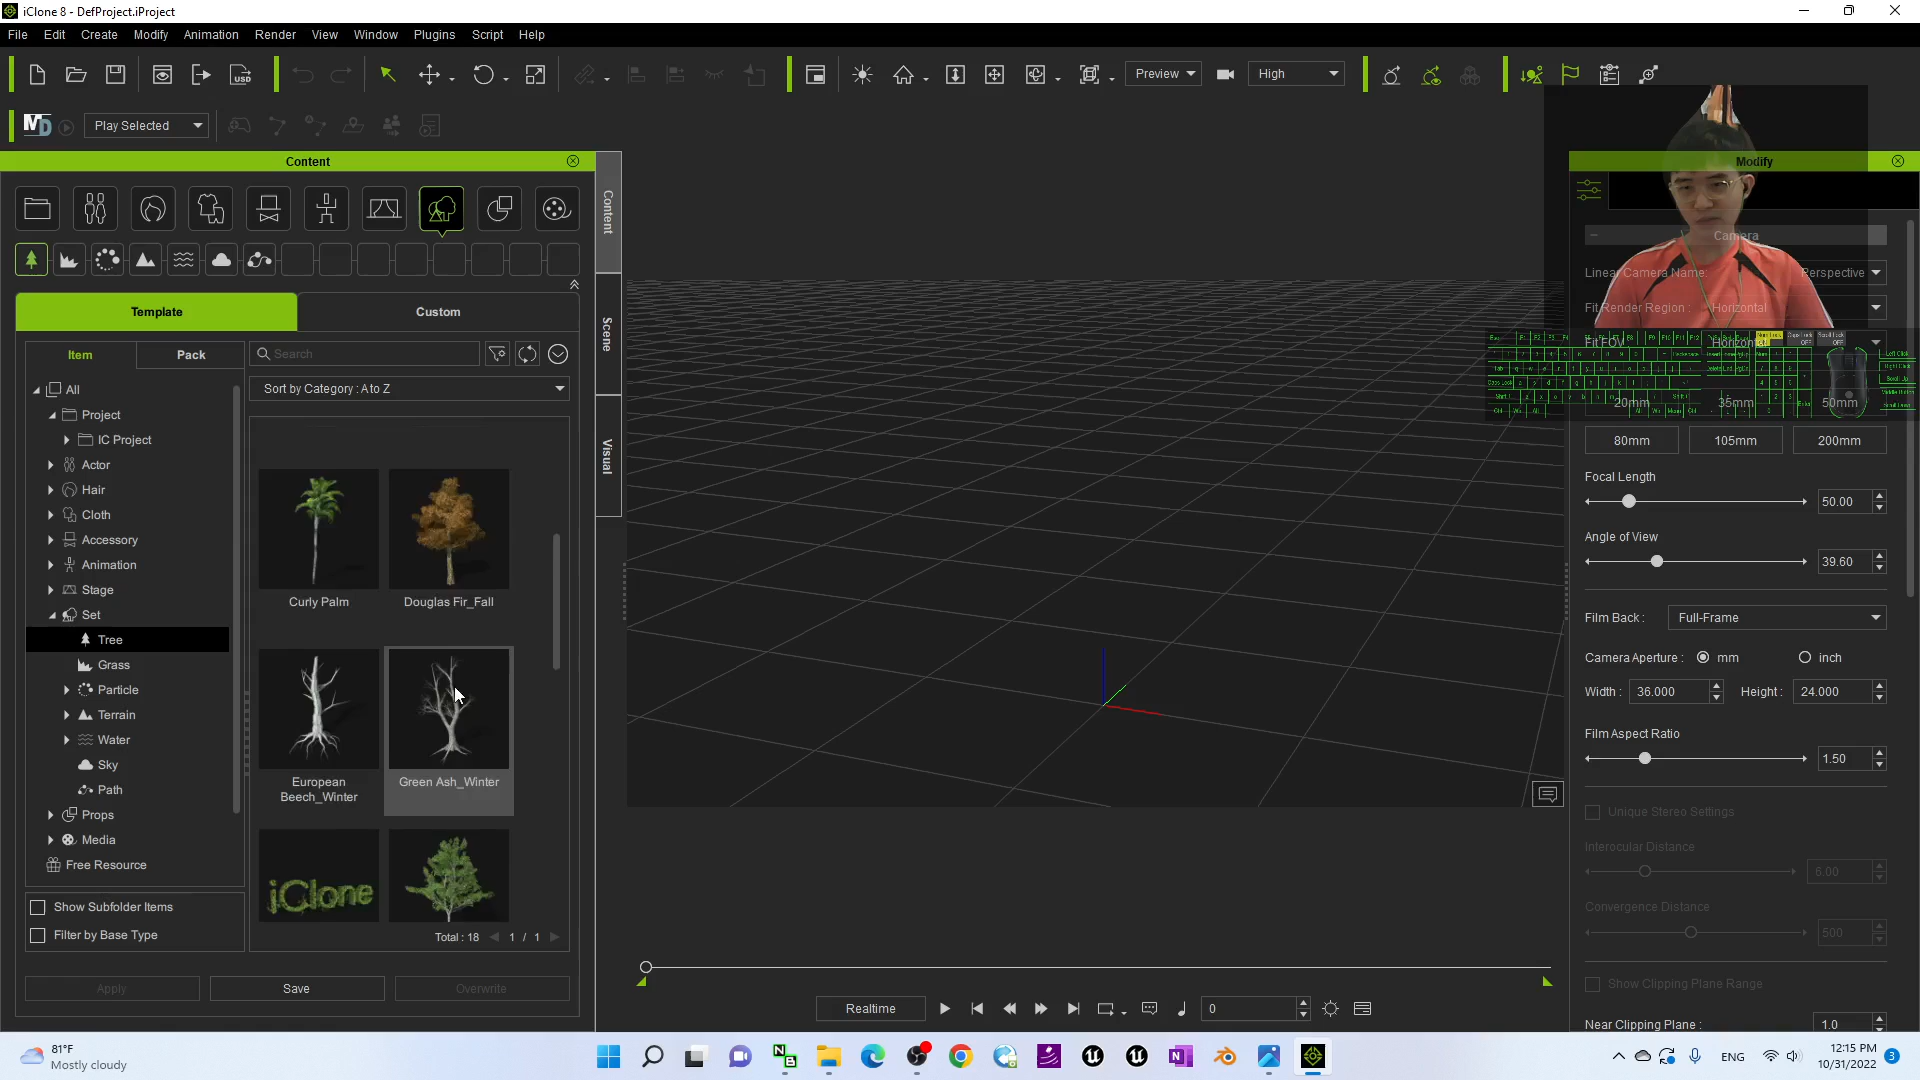 iClone 8 - DefProject.iProject
File Edit Create Modify Animation Render View Window Plugins Script Help
USD
Preview
High
MD
Play Selected
Content
Modify
Content
Scene
Visual
Camera
Linear Camera Name: Perspective
Fit Render Region : Horizontal
Fit FOV
Template
Custom
Item
Pack
Search
Sort by Category : A to Z
All
Project
IC Project
Actor
Hair
Cloth
Accessory
Animation
Stage
Set
Tree
Grass
Particle
Terrain
Water
Sky
Path
Props
Media
Free Resource
Show Subfolder Items
Filter by Base Type
Curly Palm
Douglas Fir_Fall
European Beech_Winter
Green Ash_Winter
iClone
Total : 18 1 / 1
Apply
Save
Overwrite
20mm 35mm 50mm
80mm 105mm 200mm
Focal Length
50.00
Angle of View
39.60
Film Back : Full-Frame
Camera Aperture : mm inch
Width : 36.000 Height : 24.000
Film Aspect Ratio
1.50
Unique Stereo Settings
Interocular Distance
6.00
Convergence Distance
500
Show Clipping Plane Range
Near Clipping Plane : 1.0
Realtime
0
81°F
Mostly cloudy
ENG
12:15 PM
10/31/2022
3